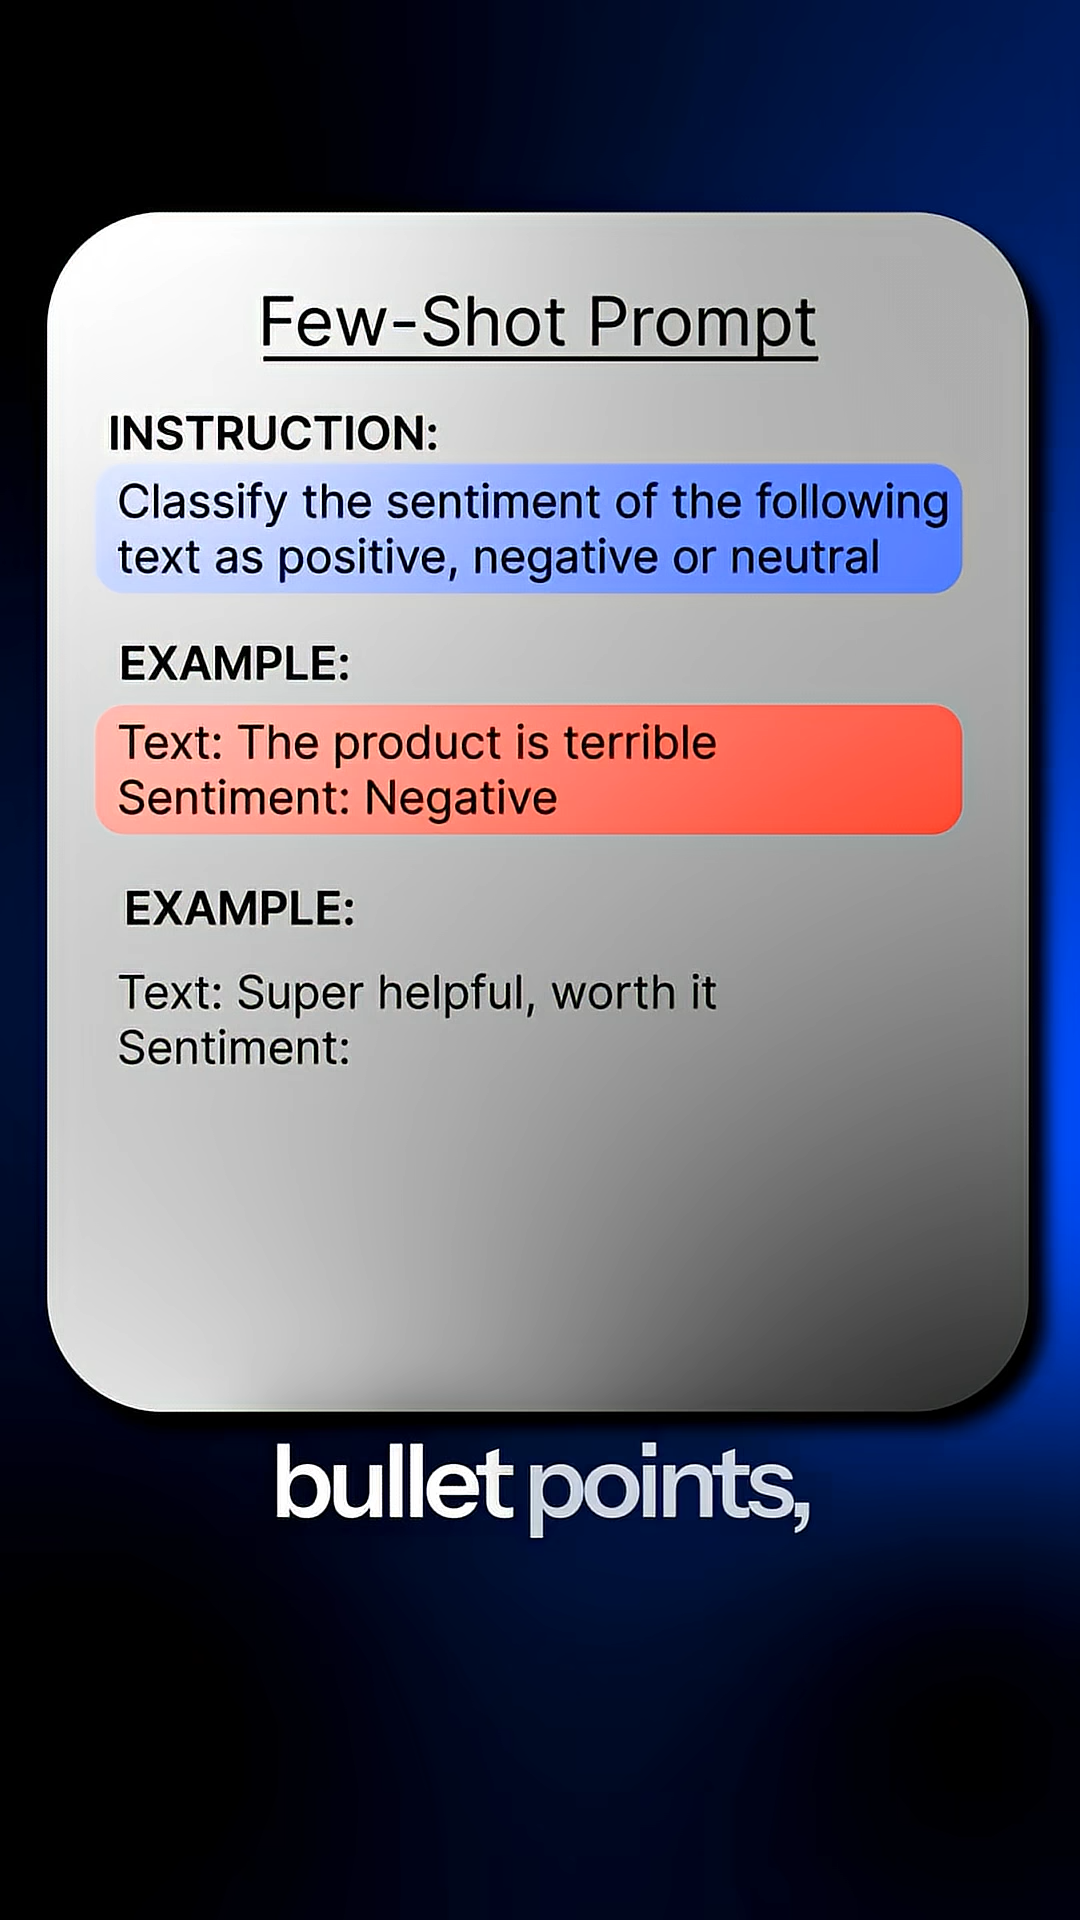 Few-Shot Prompt
INSTRUCTION:
Classify the sentiment of the following
text as positive, negative or neutral
EXAMPLE:
Text: The product is terrible
Sentiment: Negative
EXAMPLE:
Text: Super helpful, worth it
Sentiment:
bullet points,